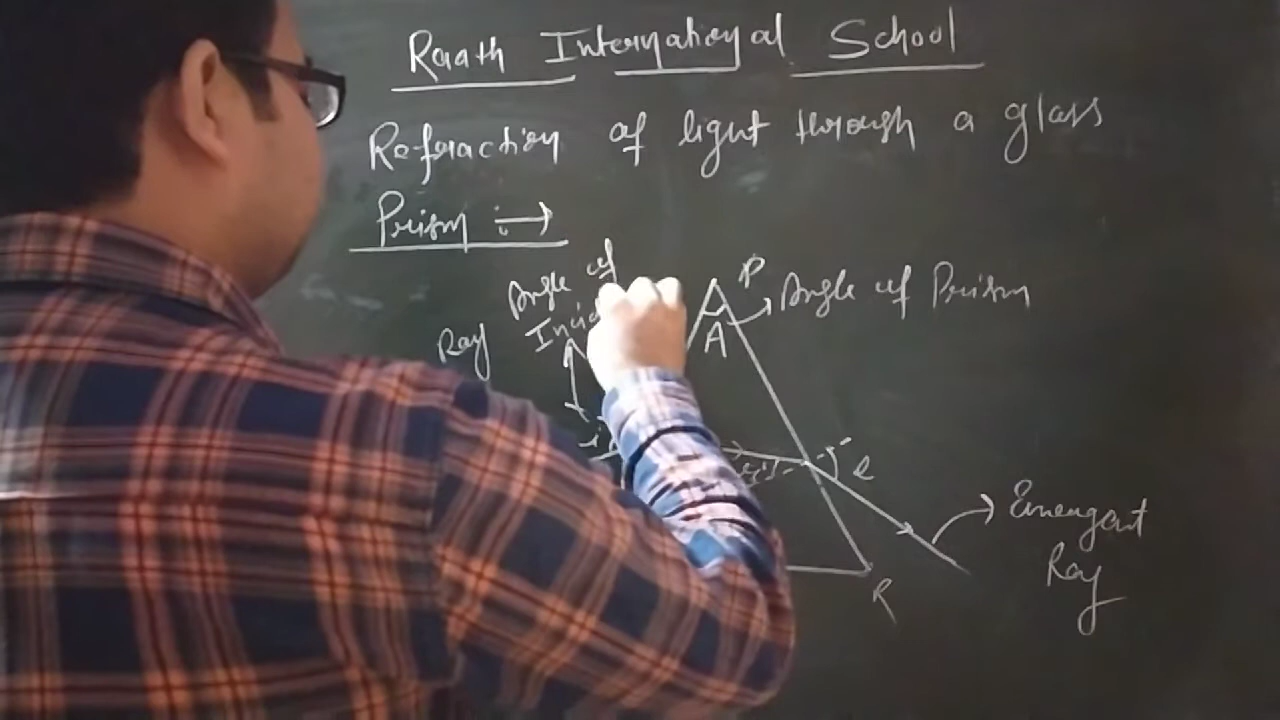 Raath International School
Refraction of light through a glass
Prism :→
Angle of
P
Angle of Prism
A
Ray
i
e
Emergent
Ray
R